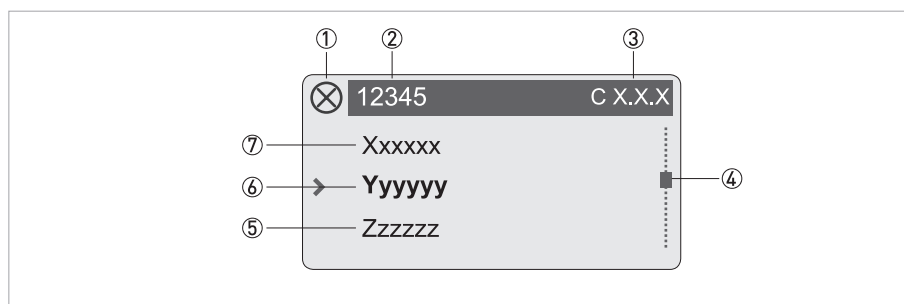 ① ② ③
12345 C X.X.X
⑦ Xxxxxx
⑥ Yyyyyy ④
⑤ Zzzzzz